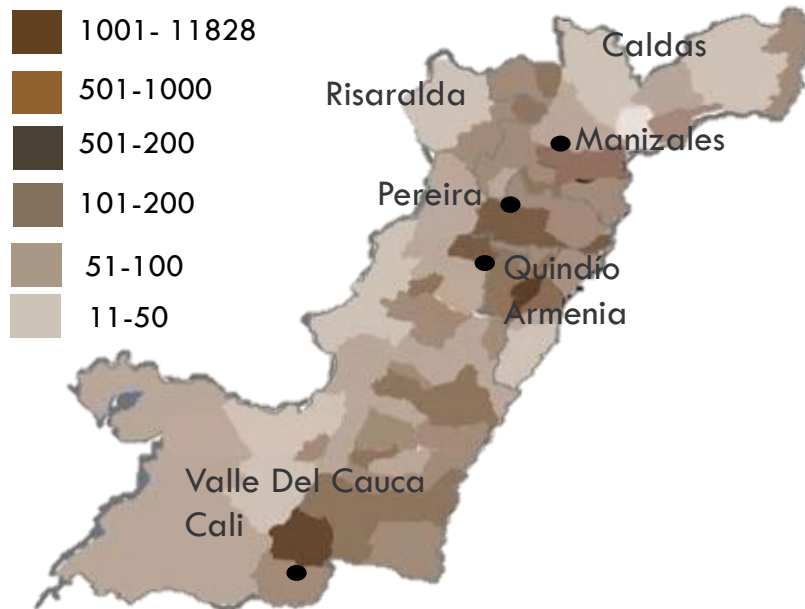 1001- 11828
501-1000
501-200
101-200
51-100
11-50
Caldas
Risaralda
Manizales
Pereira
Quindío
Armenia
Valle Del Cauca
Cali